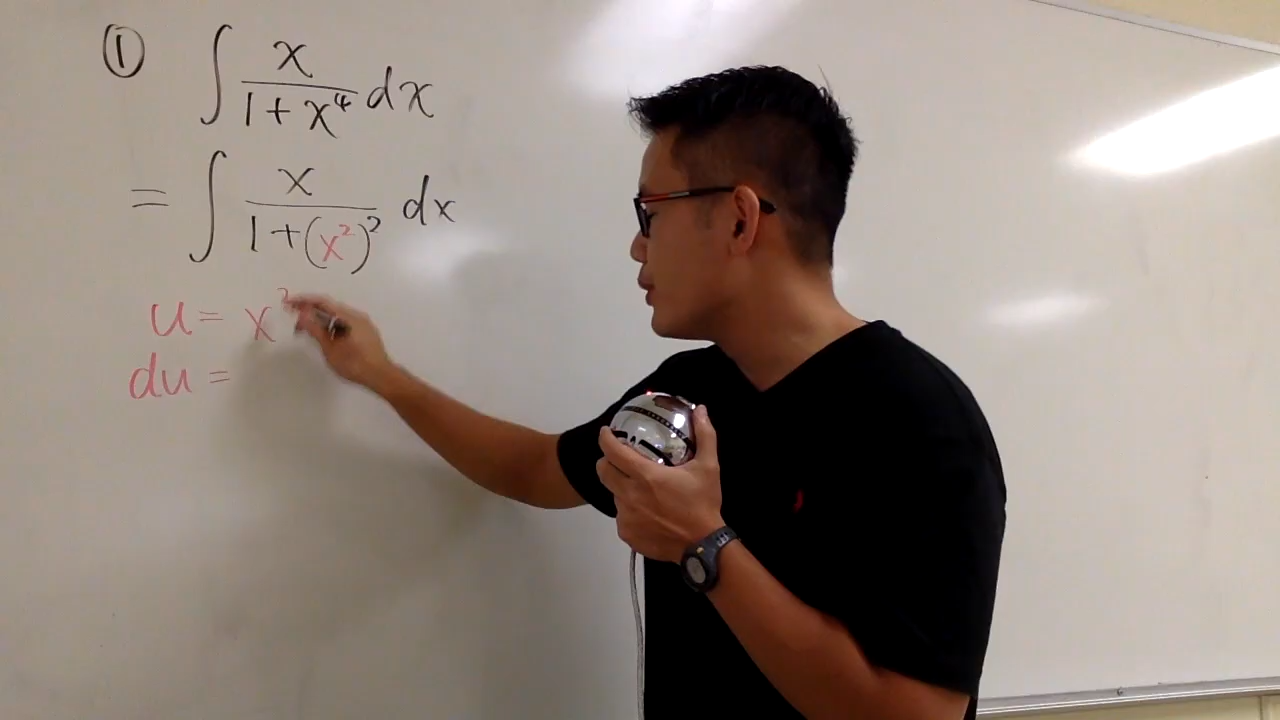 ① ∫ x/(1+x⁴) dx
= ∫ x/(1+(x²)²) dx
u = x²
du =